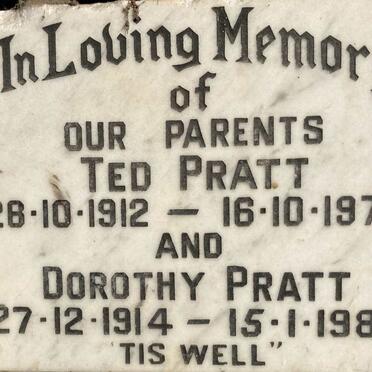 In Loving Memor
of
OUR PARENTS
TED PRATT
28·10·1912 — 16·10·197
AND
DOROTHY PRATT
27·12·1914 — 15·1·198
'TIS WELL"